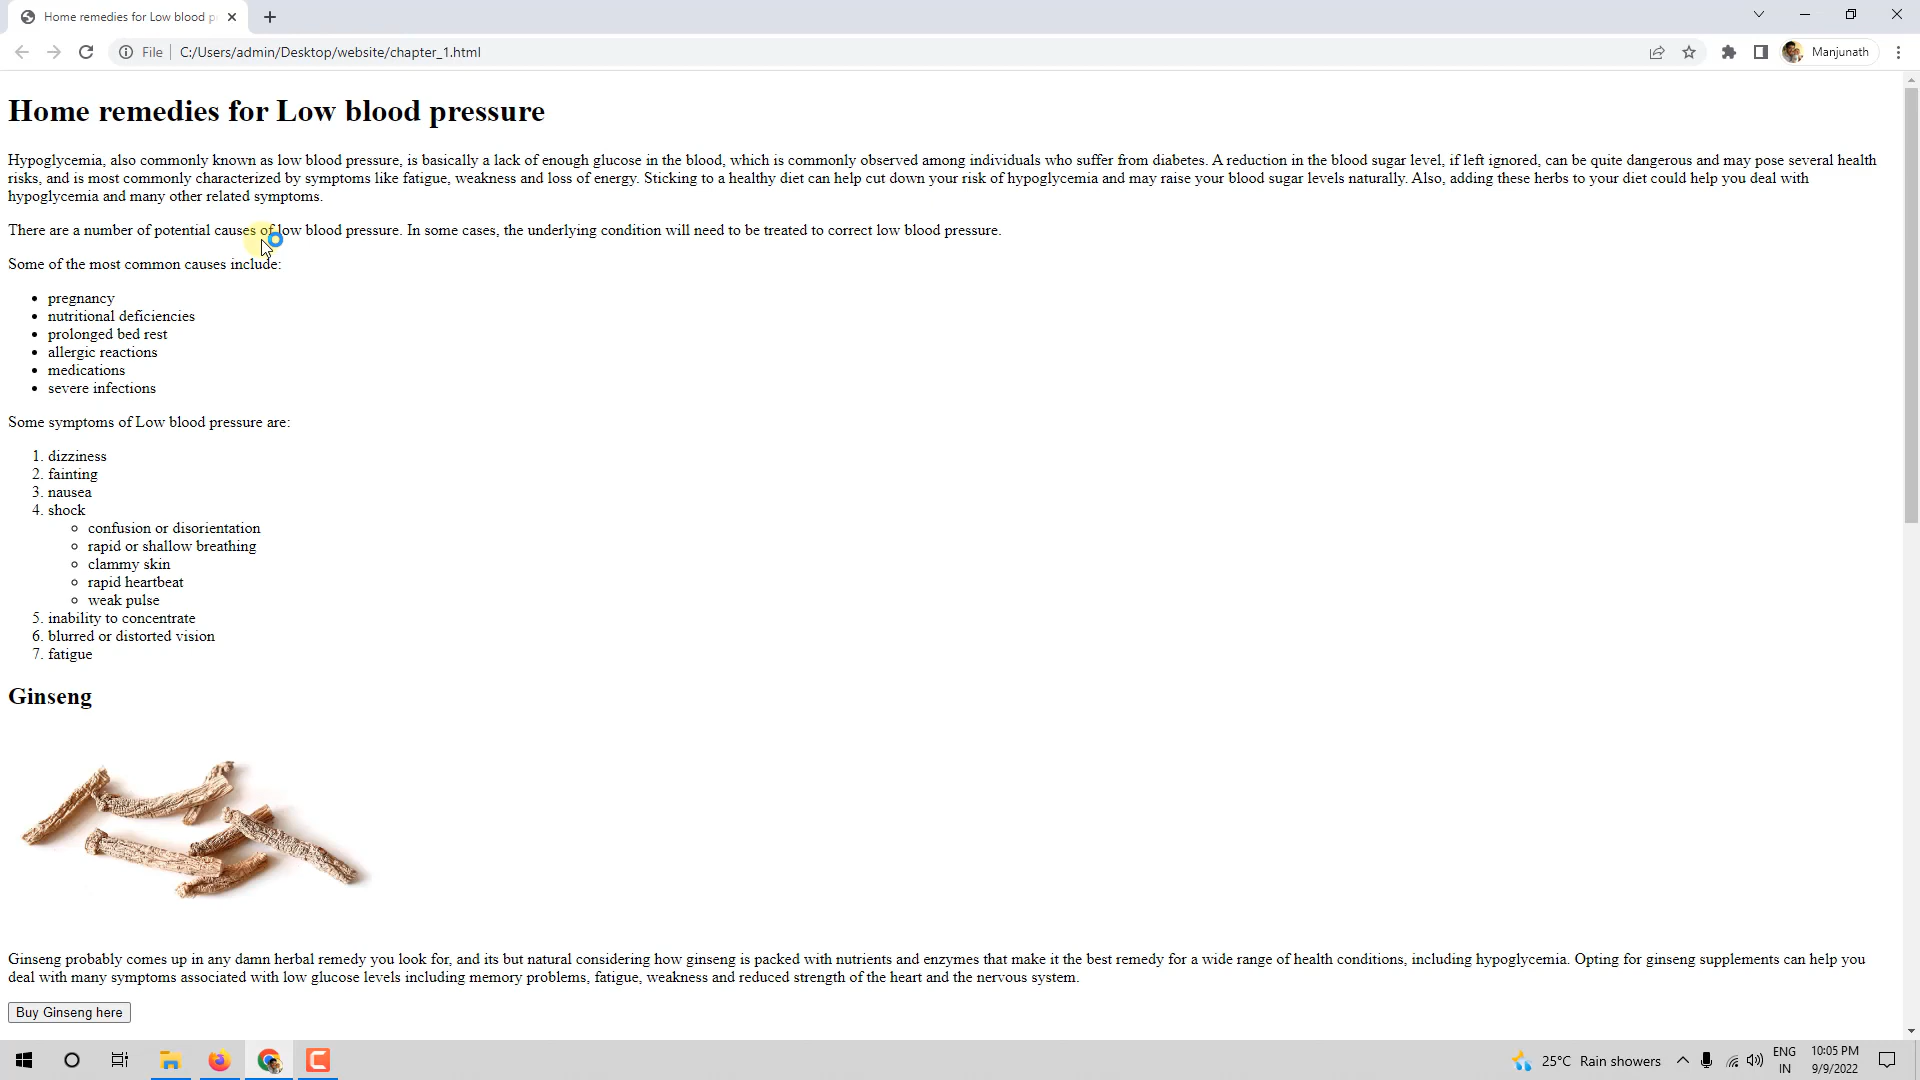 Home remedies for Low blood p
File
C:/Users/admin/Desktop/website/chapter_1.html
Manjunath
Home remedies for Low blood pressure
Hypoglycemia, also commonly known as low blood pressure, is basically a lack of enough glucose in the blood, which is commonly observed among individuals who suffer from diabetes. A reduction in the blood sugar level, if left ignored, can be quite dangerous and may pose several health
risks, and is most commonly characterized by symptoms like fatigue, weakness and loss of energy. Sticking to a healthy diet can help cut down your risk of hypoglycemia and may raise your blood sugar levels naturally. Also, adding these herbs to your diet could help you deal with
hypoglycemia and many other related symptoms.
There are a number of potential causes of low blood pressure. In some cases, the underlying condition will need to be treated to correct low blood pressure.
Some of the most common causes include:
• pregnancy
• nutritional deficiencies
• prolonged bed rest
• allergic reactions
• medications
• severe infections
Some symptoms of Low blood pressure are:
1. dizziness
2. fainting
3. nausea
4. shock
◦ confusion or disorientation
◦ rapid or shallow breathing
◦ clammy skin
◦ rapid heartbeat
◦ weak pulse
5. inability to concentrate
6. blurred or distorted vision
7. fatigue
Ginseng
Ginseng probably comes up in any damn herbal remedy you look for, and its but natural considering how ginseng is packed with nutrients and enzymes that make it the best remedy for a wide range of health conditions, including hypoglycemia. Opting for ginseng supplements can help you
deal with many symptoms associated with low glucose levels including memory problems, fatigue, weakness and reduced strength of the heart and the nervous system.
Buy Ginseng here
25°C Rain showers
ENG
IN
10:05 PM
9/9/2022